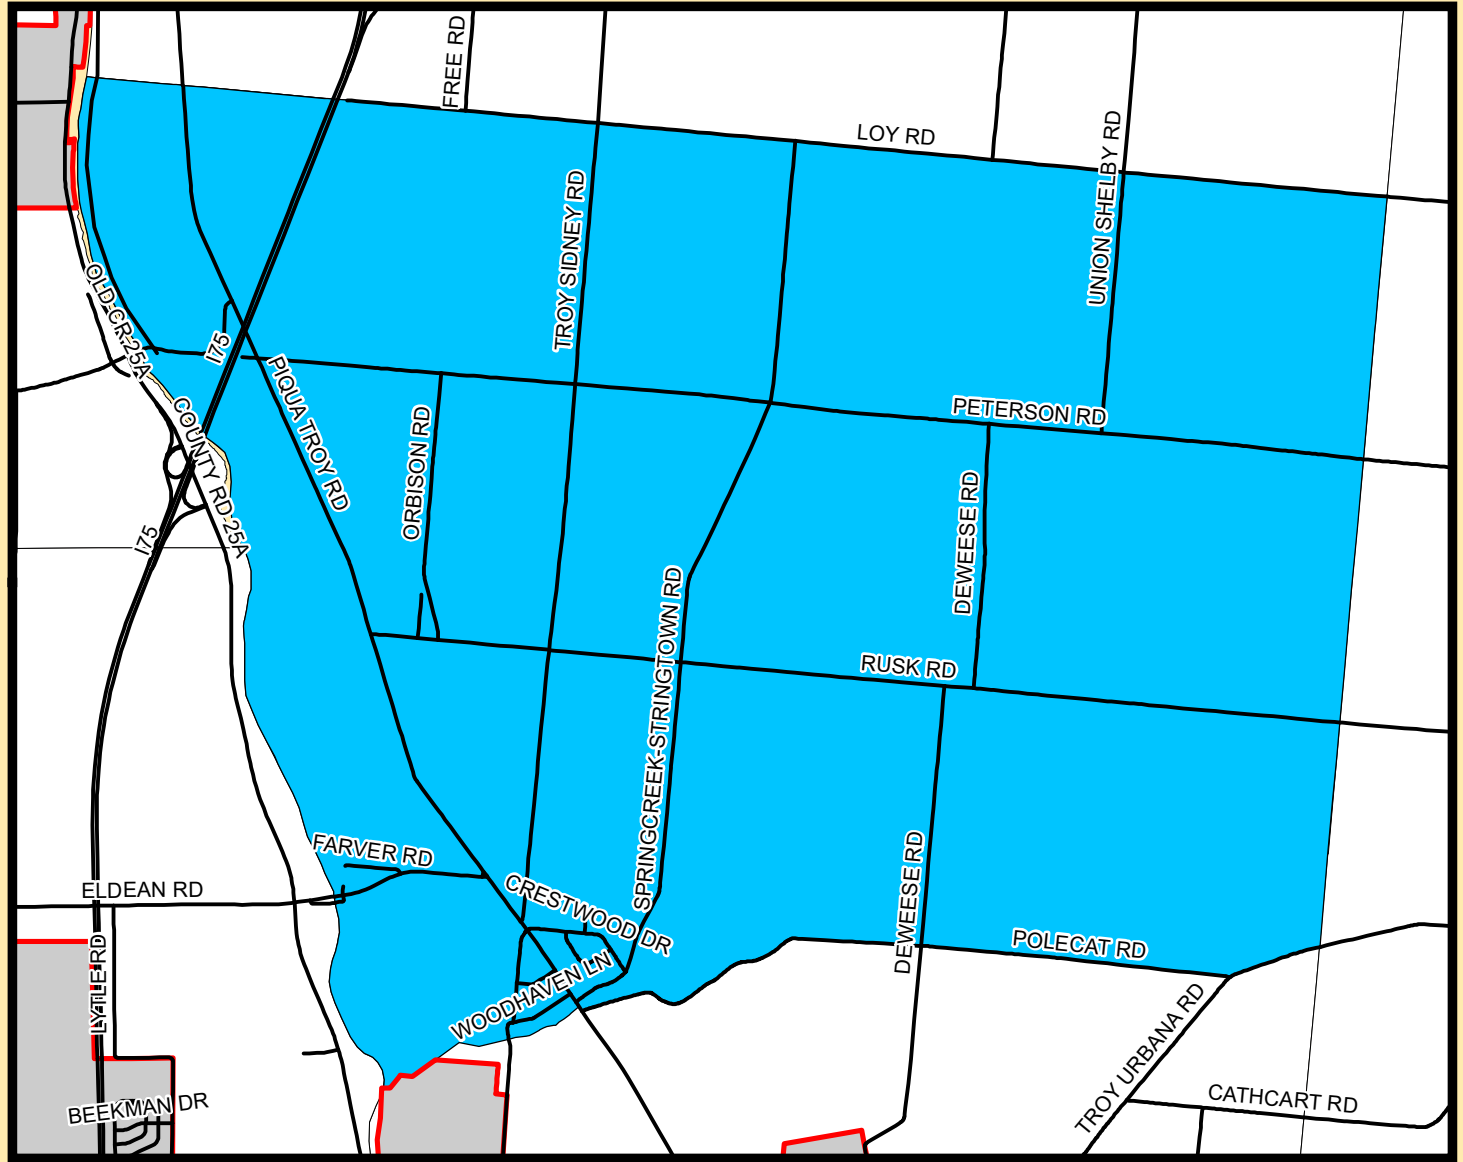 FREE RD
LOY RD
UNION SHELBY RD
TROY SIDNEY RD
OLD-CR-25A
I75
PIQUA TROY RD
COUNTY RD 25A
ORBISON RD
PETERSON RD
DEWEESE RD
I75
SPRINGCREEK-STRINGTOWN RD
RUSK RD
FARVER RD
ELDEAN RD
CRESTWOOD DR
DEWEESE RD
POLECAT RD
LYTLE RD
WOODHAVEN LN
TROY URBANA RD
BEEKMAN DR
CATHCART RD